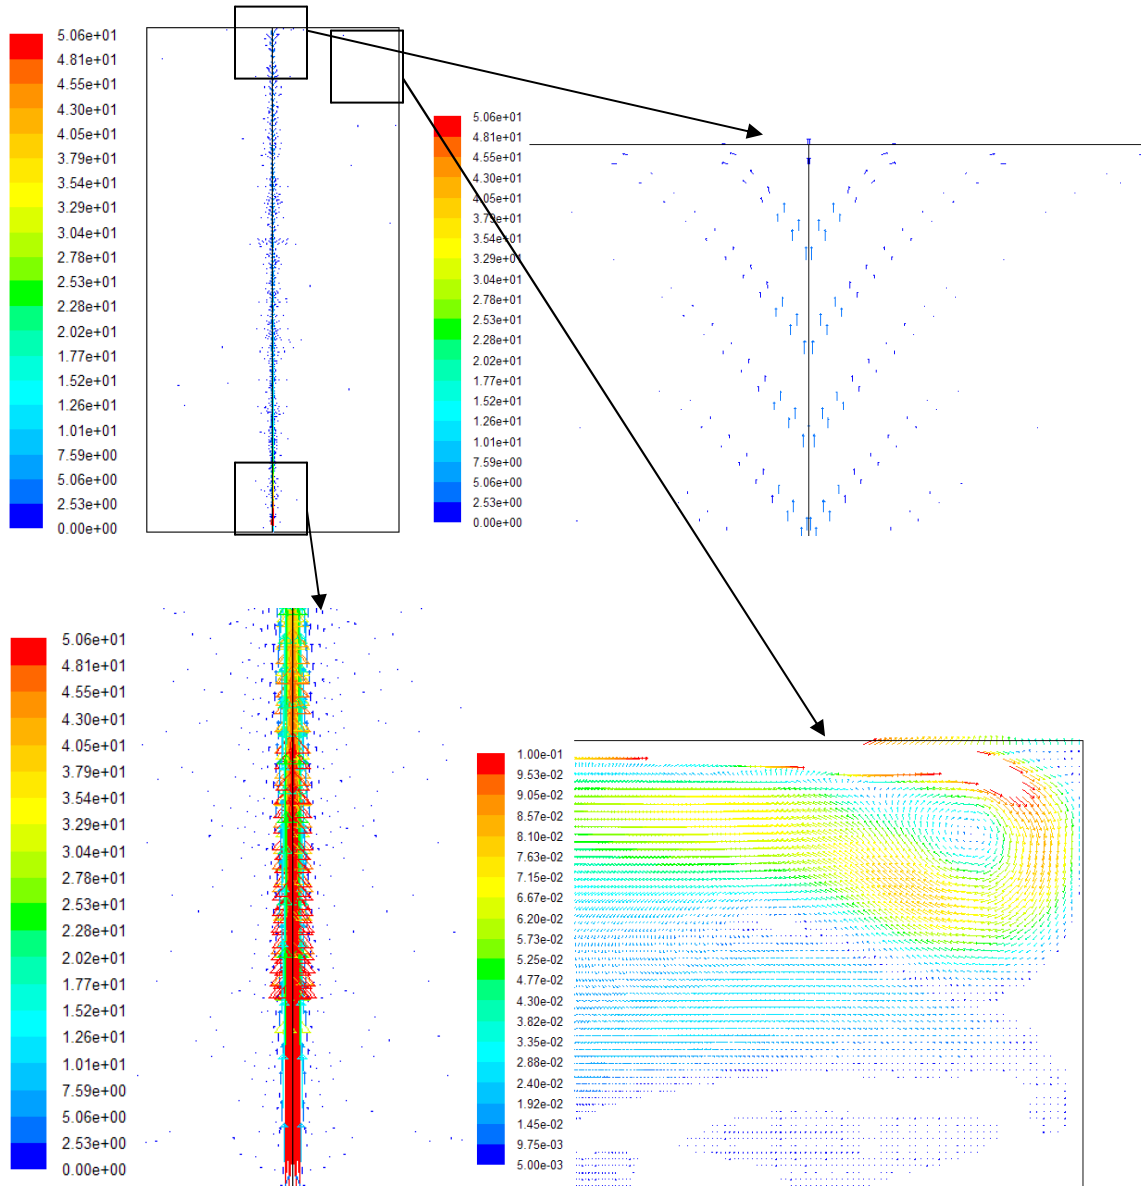 5.06e+01
4.81e+01
4.55e+01
4.30e+01
4.05e+01
3.79e+01
3.54e+01
3.29e+01
3.04e+01
2.78e+01
2.53e+01
2.28e+01
2.02e+01
1.77e+01
1.52e+01
1.26e+01
1.01e+01
7.59e+00
5.06e+00
2.53e+00
0.00e+00
5.06e+01
4.81e+01
4.55e+01
4.30e+01
4.05e+01
3.79e+01
3.54e+01
3.29e+01
3.04e+01
2.78e+01
2.53e+01
2.28e+01
2.02e+01
1.77e+01
1.52e+01
1.26e+01
1.01e+01
7.59e+00
5.06e+00
2.53e+00
0.00e+00
5.06e+01
4.81e+01
4.55e+01
4.30e+01
4.05e+01
3.79e+01
3.54e+01
3.29e+01
3.04e+01
2.78e+01
2.53e+01
2.28e+01
2.02e+01
1.77e+01
1.52e+01
1.26e+01
1.01e+01
7.59e+00
5.06e+00
2.53e+00
0.00e+00
1.00e-01
9.53e-02
9.05e-02
8.57e-02
8.10e-02
7.63e-02
7.15e-02
6.67e-02
6.20e-02
5.73e-02
5.25e-02
4.77e-02
4.30e-02
3.82e-02
3.35e-02
2.88e-02
2.40e-02
1.92e-02
1.45e-02
9.75e-03
5.00e-03